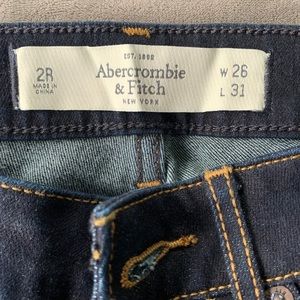 EST. 1892
2R
MADE IN
CHINA
Abercrombie
& Fitch
NEW YORK
W 26
L 31